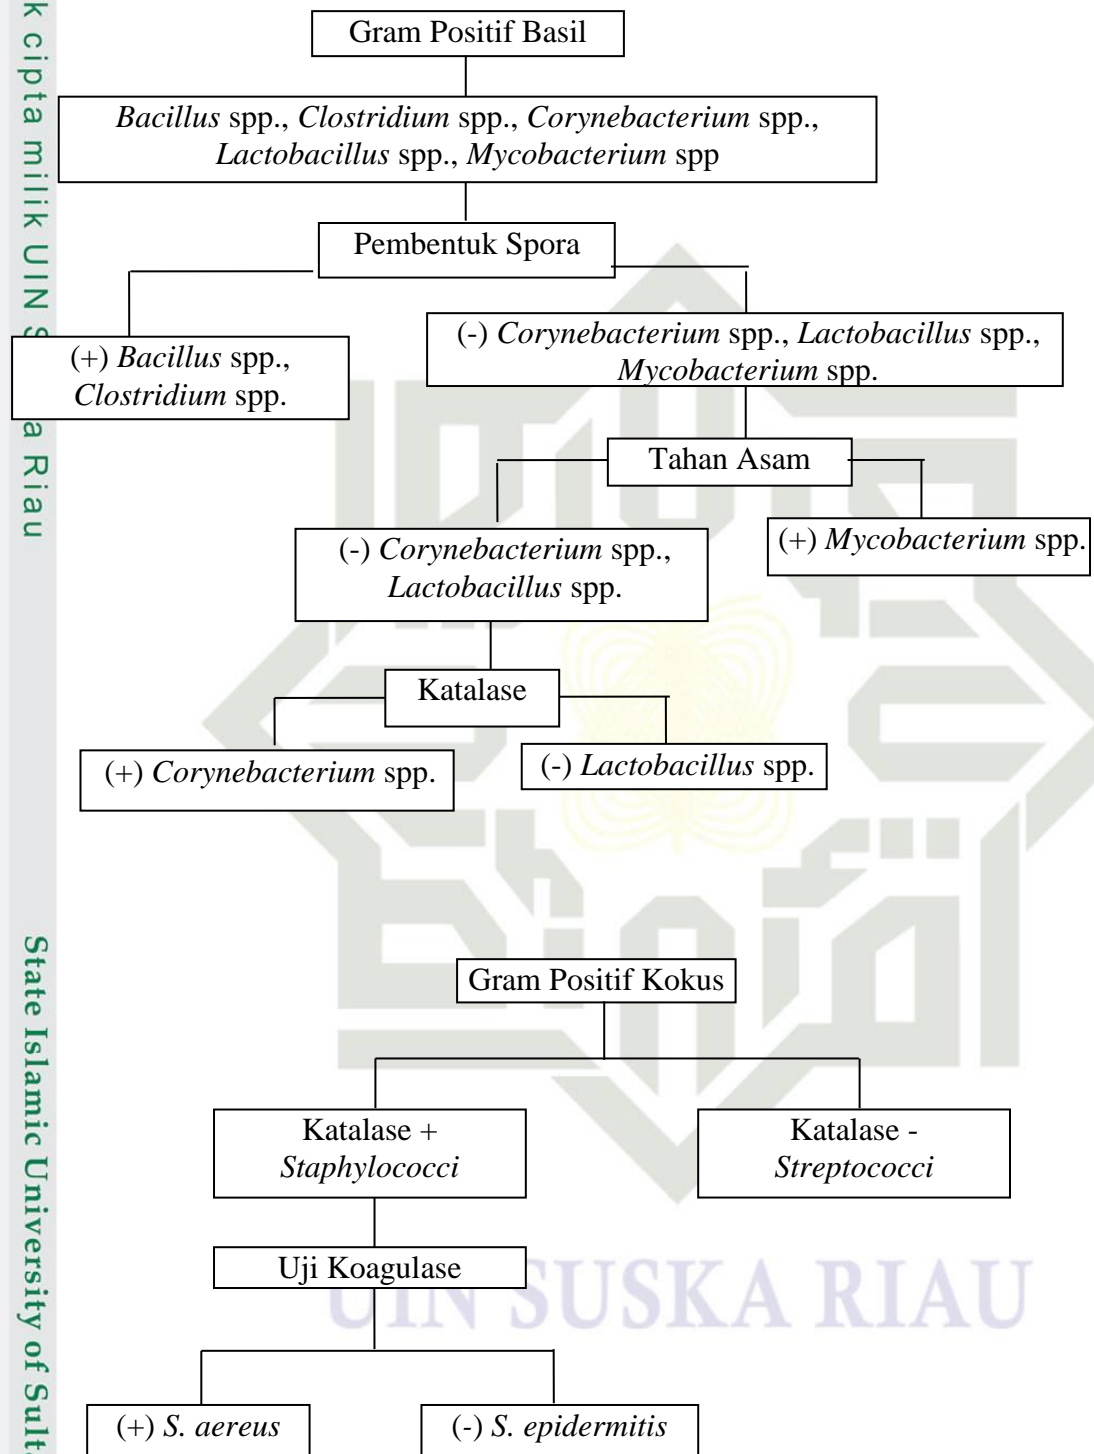 k cipta milik UIN S
a Riau
State Islamic University of Sult
Gram Positif Basil
Bacillus spp., Clostridium spp., Corynebacterium spp.,
Lactobacillus spp., Mycobacterium spp
Pembentuk Spora
(+) Bacillus spp.,
Clostridium spp.
(-) Corynebacterium spp., Lactobacillus spp.,
Mycobacterium spp.
Tahan Asam
(-) Corynebacterium spp.,
Lactobacillus spp.
(+) Mycobacterium spp.
Katalase
(+) Corynebacterium spp.
(-) Lactobacillus spp.
Gram Positif Kokus
Katalase +
Staphylococci
Katalase -
Streptococci
Uji Koagulase
UIN SUSKA RIAU
(+) S. aereus
(-) S. epidermitis